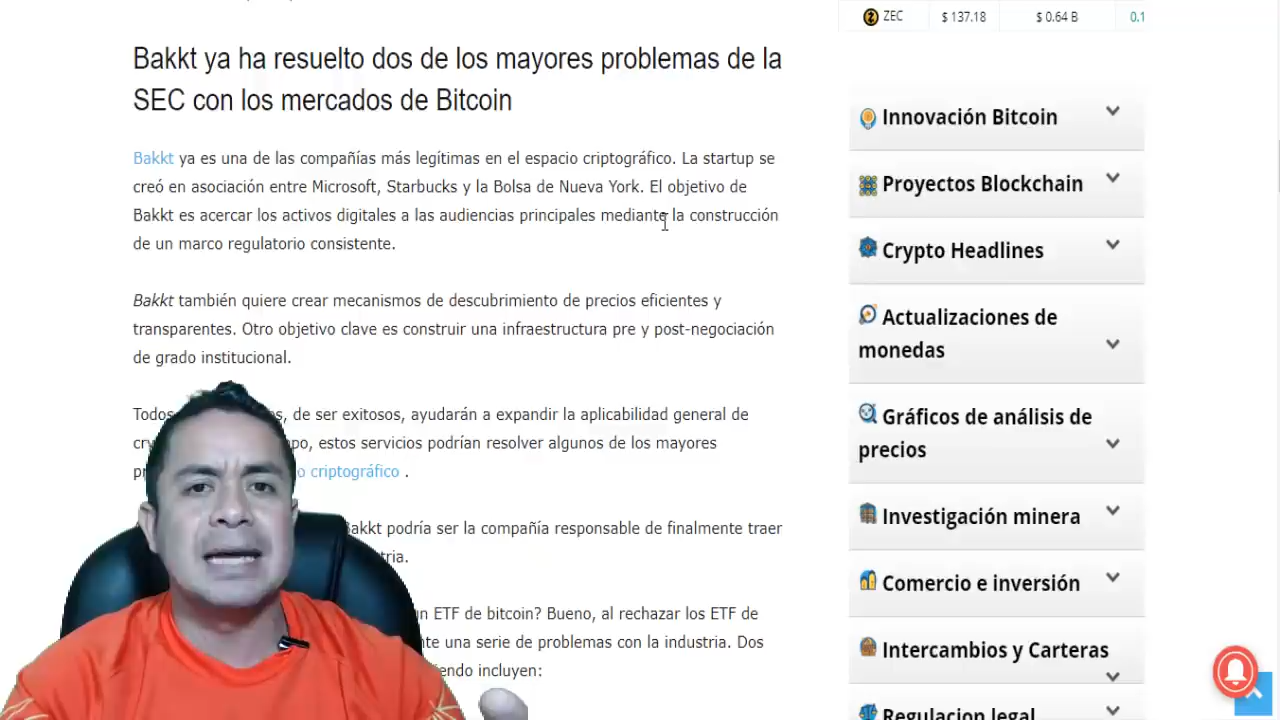 ZEC $ 137.18 $ 0.64 B 0.1
Bakkt ya ha resuelto dos de los mayores problemas de la
SEC con los mercados de Bitcoin
Bakkt ya es una de las compañías más legítimas en el espacio criptográfico. La startup se
creó en asociación entre Microsoft, Starbucks y la Bolsa de Nueva York. El objetivo de
Bakkt es acercar los activos digitales a las audiencias principales mediante la construcción
de un marco regulatorio consistente.
Bakkt también quiere crear mecanismos de descubrimiento de precios eficientes y
transparentes. Otro objetivo clave es construir una infraestructura pre y post-negociación
de grado institucional.
Todos de ser exitosos, ayudarán a expandir la aplicabilidad general de
estos servicios podrían resolver algunos de los mayores
criptográfico .
Bakkt podría ser la compañía responsable de finalmente traer
un ETF de bitcoin? Bueno, al rechazar los ETF de
una serie de problemas con la industria. Dos
incluyen:
Innovación Bitcoin
Proyectos Blockchain
Crypto Headlines
Actualizaciones de
monedas
Gráficos de análisis de
precios
Investigación minera
Comercio e inversión
Intercambios y Carteras
Regulacion legal